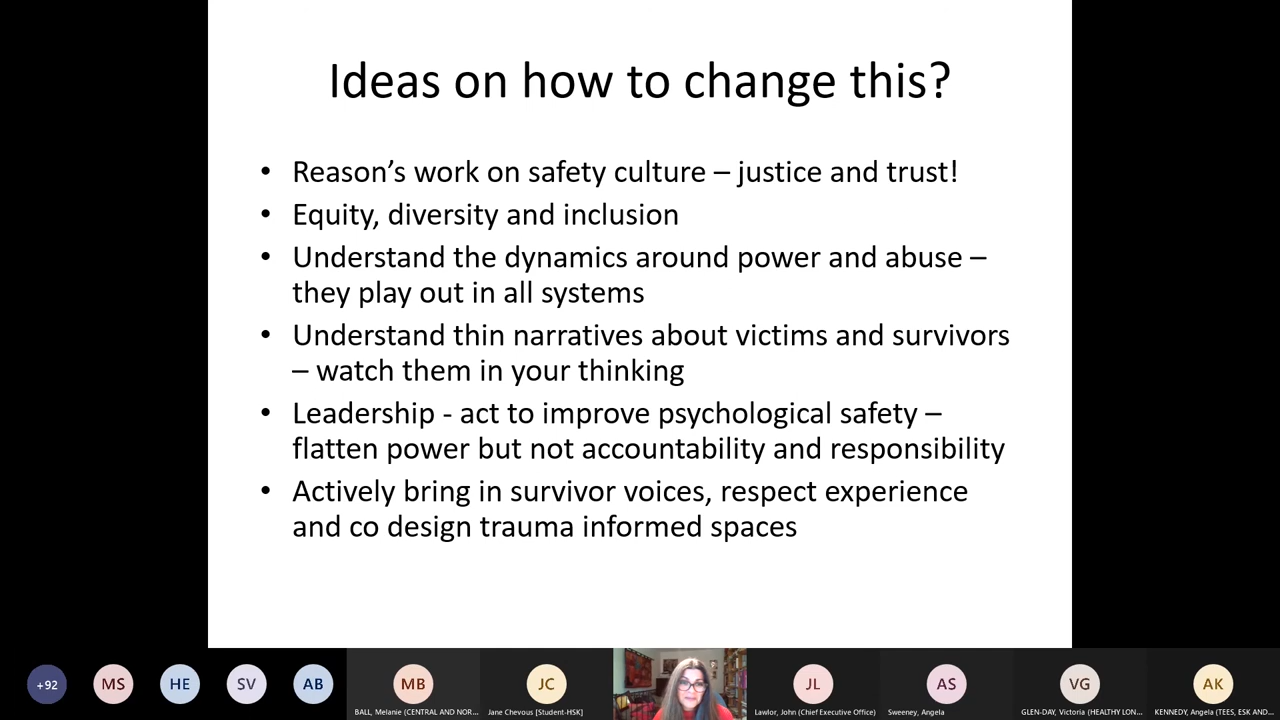 Ideas on how to change this?
• Reason’s work on safety culture – justice and trust!
• Equity, diversity and inclusion
• Understand the dynamics around power and abuse –
they play out in all systems
• Understand thin narratives about victims and survivors
– watch them in your thinking
• Leadership - act to improve psychological safety –
flatten power but not accountability and responsibility
• Actively bring in survivor voices, respect experience
and co design trauma informed spaces
+92
MS
HE
SV
AB
MB
JC
JL
AS
VG
AK
BALL, Melanie (CENTRAL AND NOR...
Jane Chevous [Student-HSK]
Lawlor, John (Chief Executive Office)
Sweeney, Angela
GLEN-DAY, Victoria (HEALTHY LON...
KENNEDY, Angela (TEES, ESK AND...